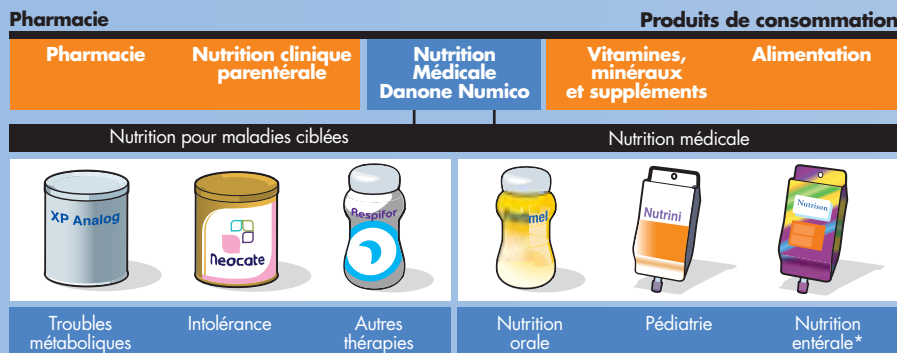 Pharmacie
Produits de consommation
Pharmacie
Nutrition clinique
parentérale
Nutrition
Médicale
Danone Numico
Vitamines,
minéraux
et suppléments
Alimentation
Nutrition pour maladies ciblées
Nutrition médicale
XP Analog
Neocate
Respifor
mel
Nutrini
Nutrison
Troubles
métaboliques
Intolérance
Autres
thérapies
Nutrition
orale
Pédiatrie
Nutrition
entérale*